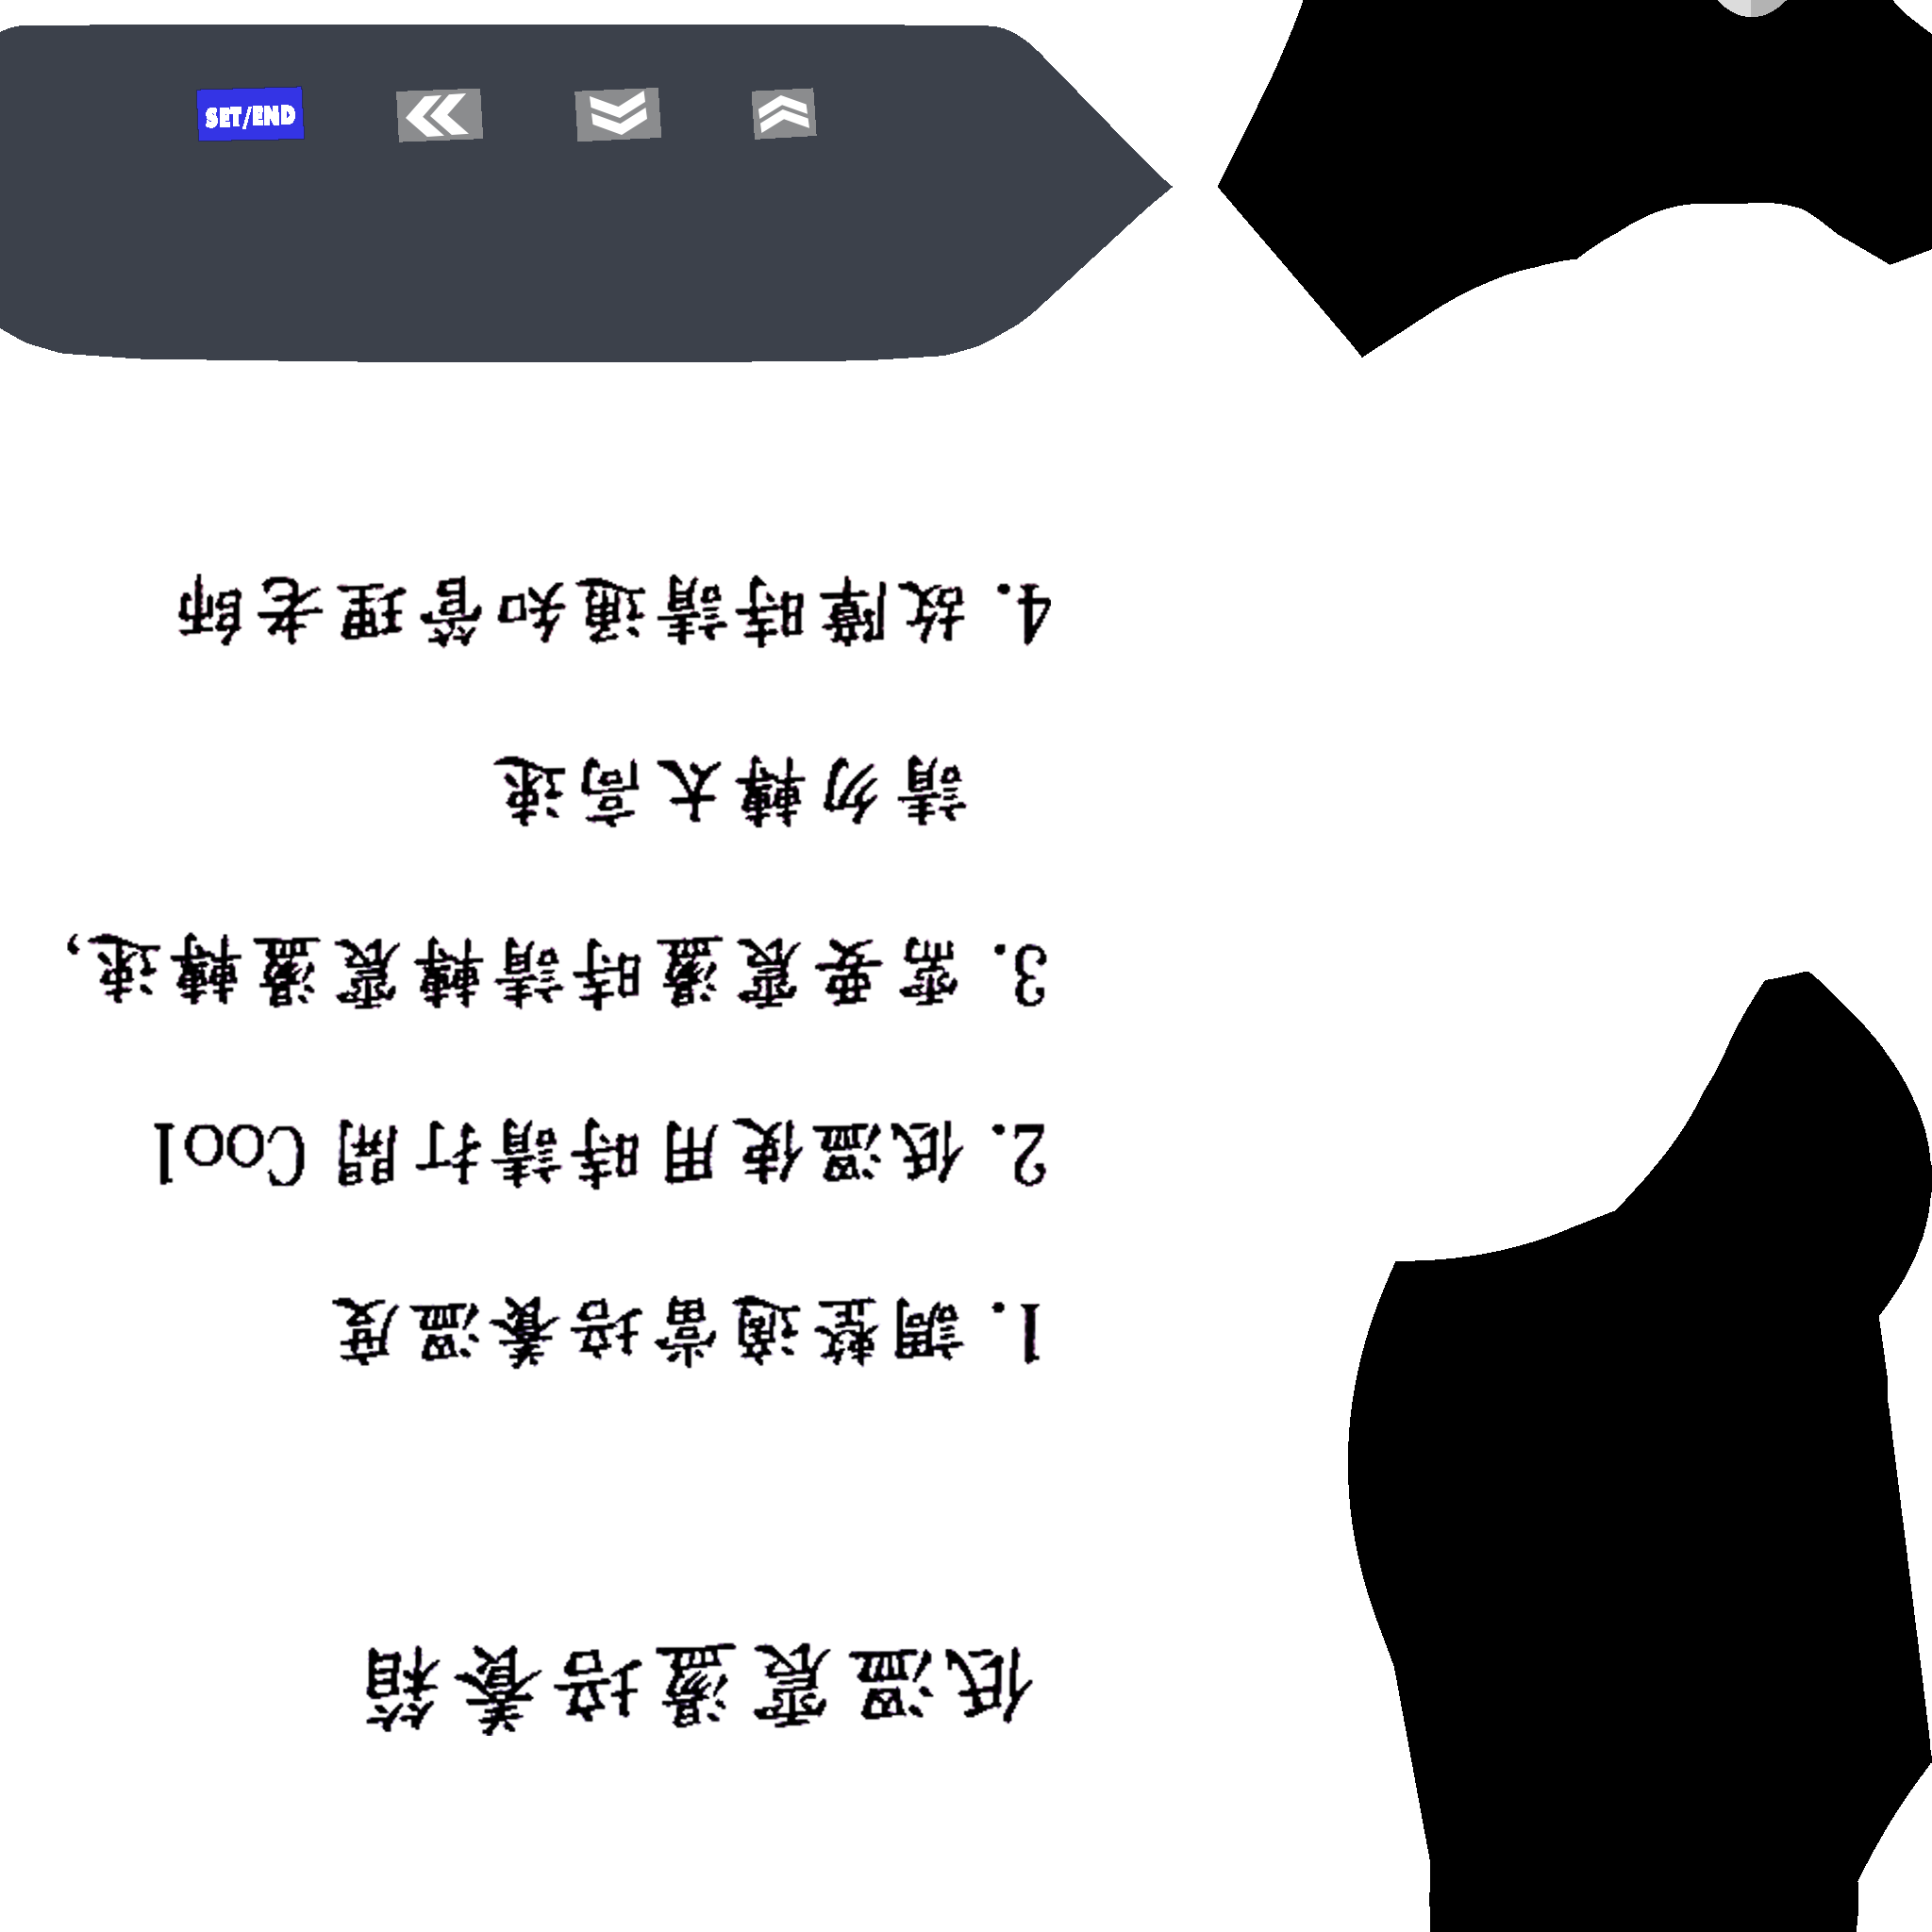 SET/END
低溫震盪培養箱
1. 調整適當培養溫度
2. 低溫使用時請打開 Cool
3. 需要震盪時請轉震盪轉速,
請勿轉太高速
4. 故障時請通知管理老師